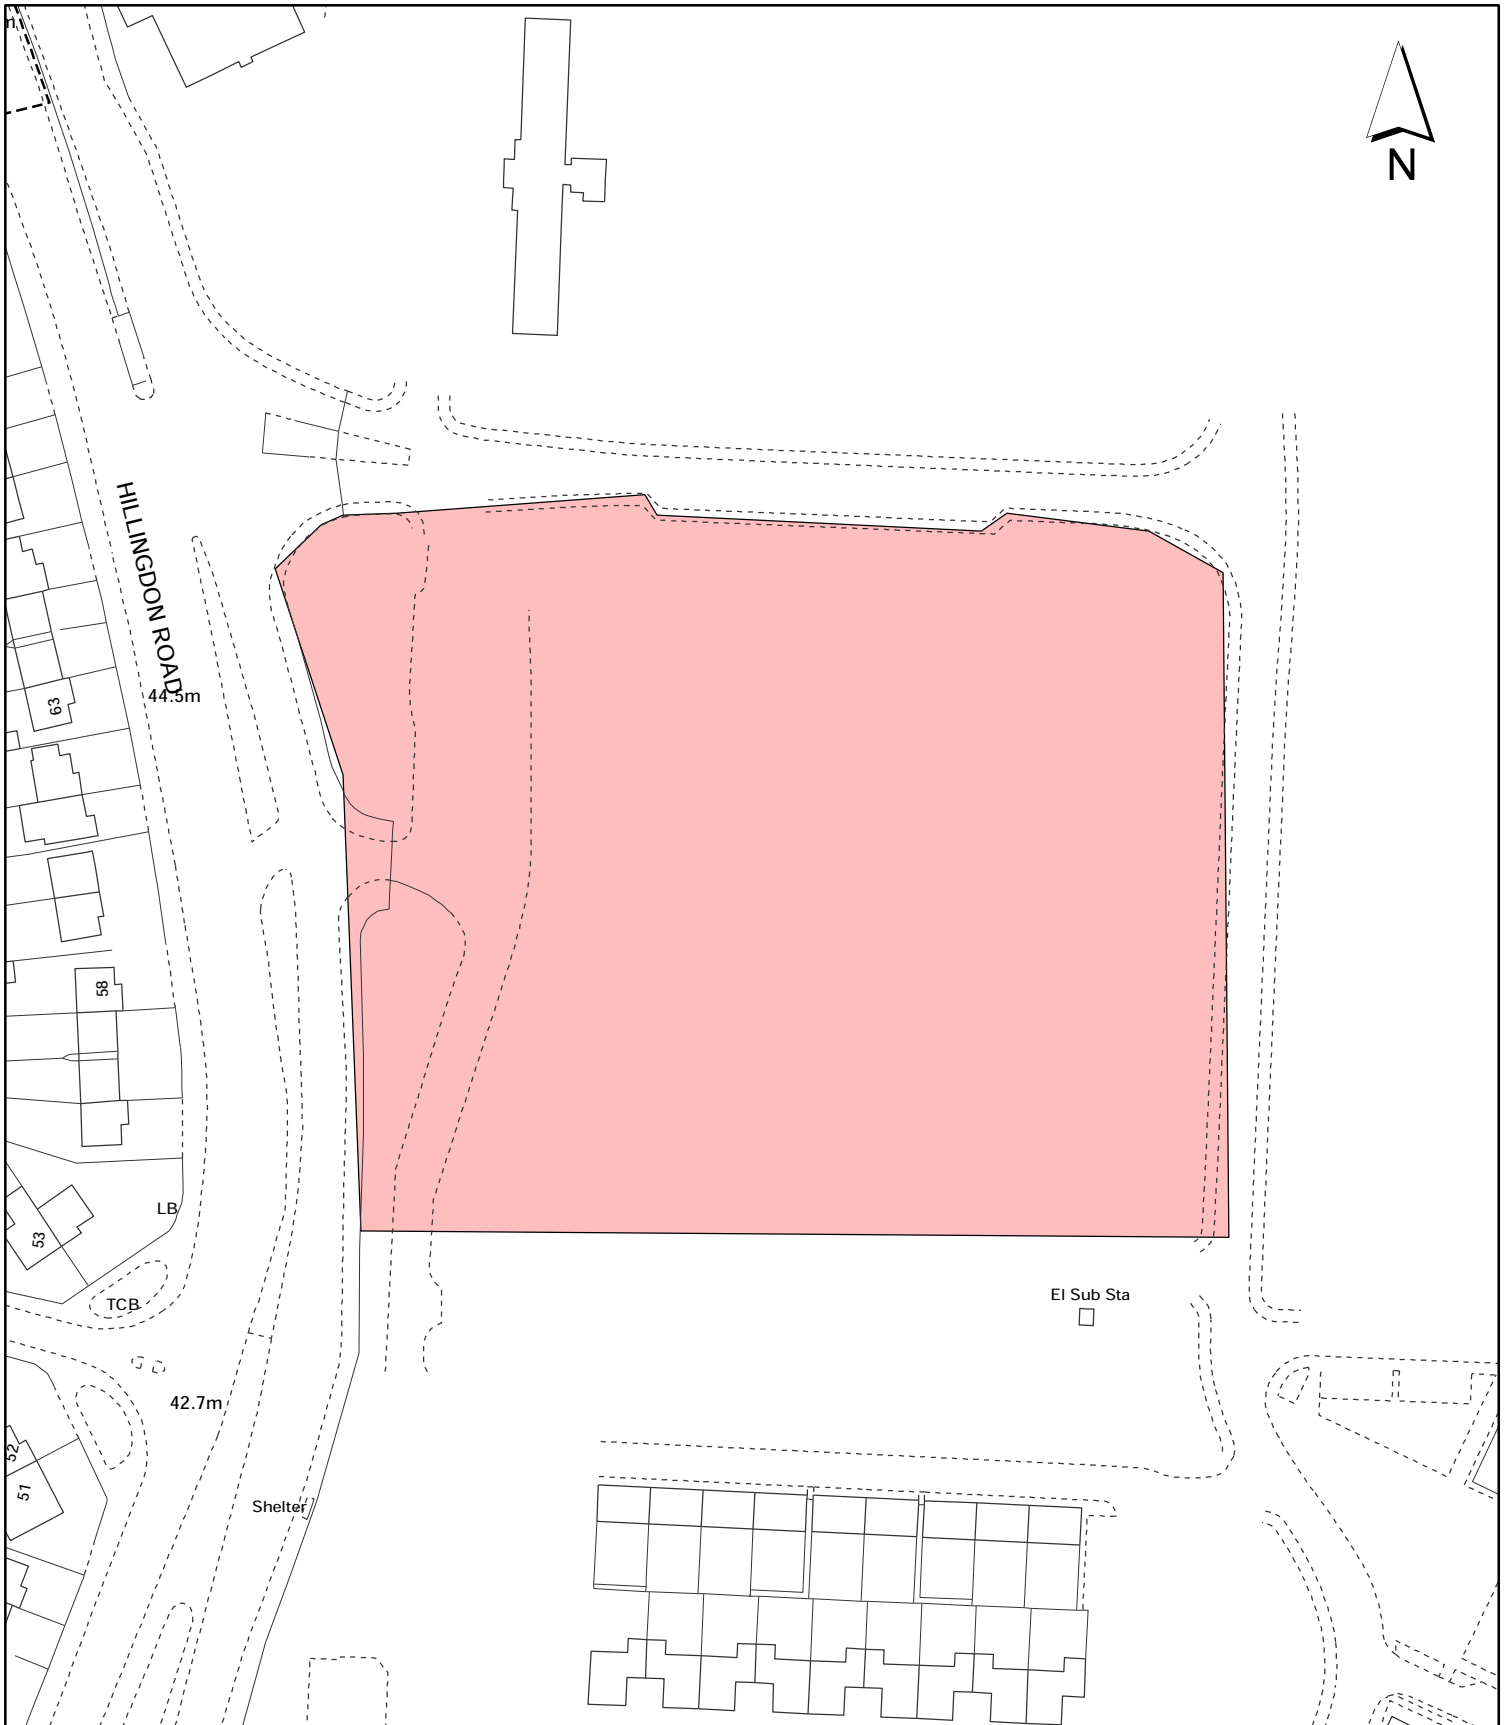 N
HILLINGDON ROAD
44.5m
63
58
LB
53
TCB
El Sub Sta
42.7m
52
51
Shelter